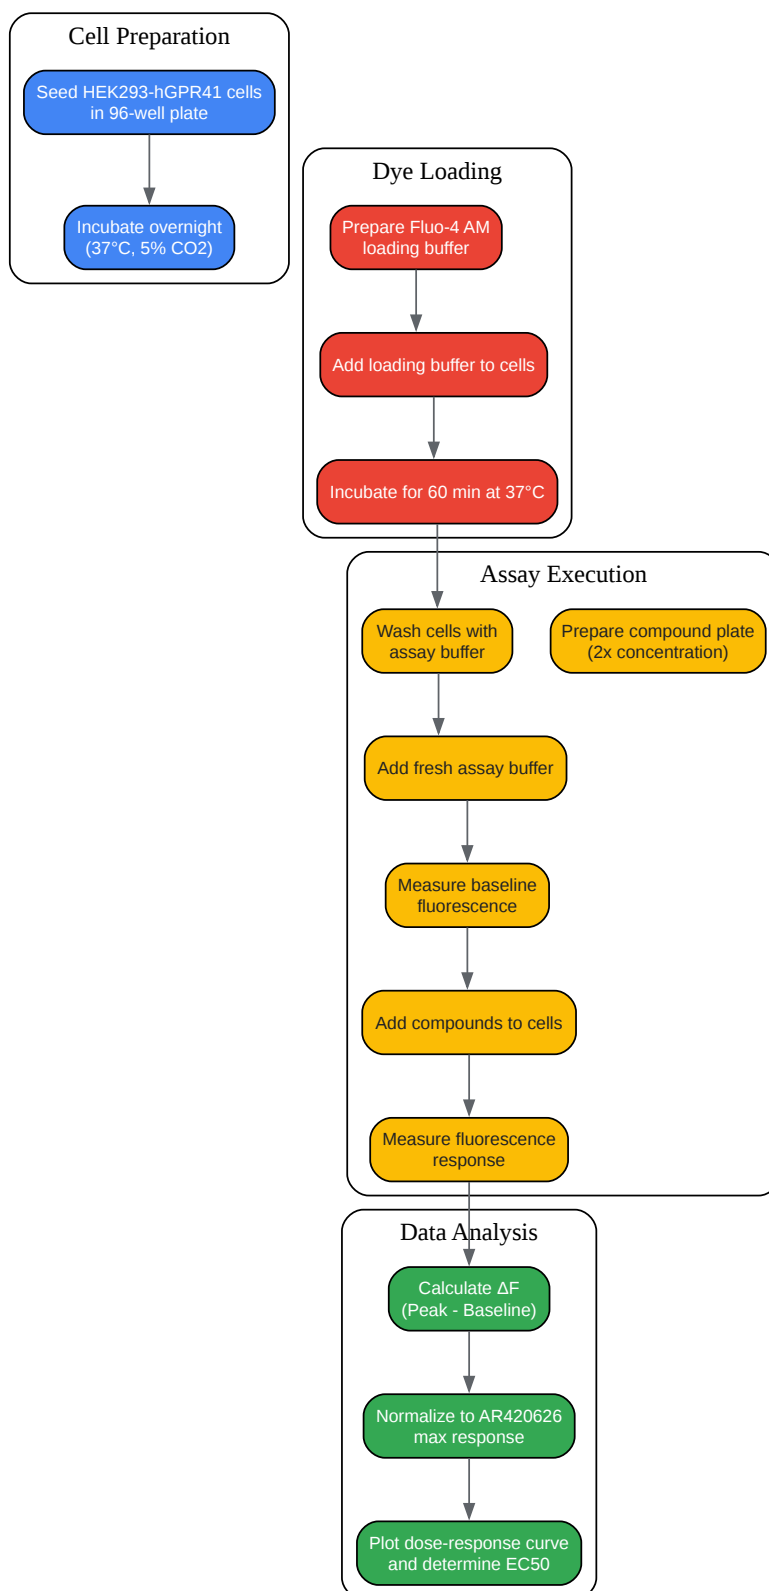 Cell Preparation
Seed HEK293-hGPR41 cells
in 96-well plate
Incubate overnight
(37°C, 5% CO2)
Dye Loading
Prepare Fluo-4 AM
loading buffer
Add loading buffer to cells
Incubate for 60 min at 37°C
Assay Execution
Wash cells with
assay buffer
Prepare compound plate
(2x concentration)
Add fresh assay buffer
Measure baseline
fluorescence
Add compounds to cells
Measure fluorescence
response
Data Analysis
Calculate ΔF
(Peak - Baseline)
Normalize to AR420626
max response
Plot dose-response curve
and determine EC50